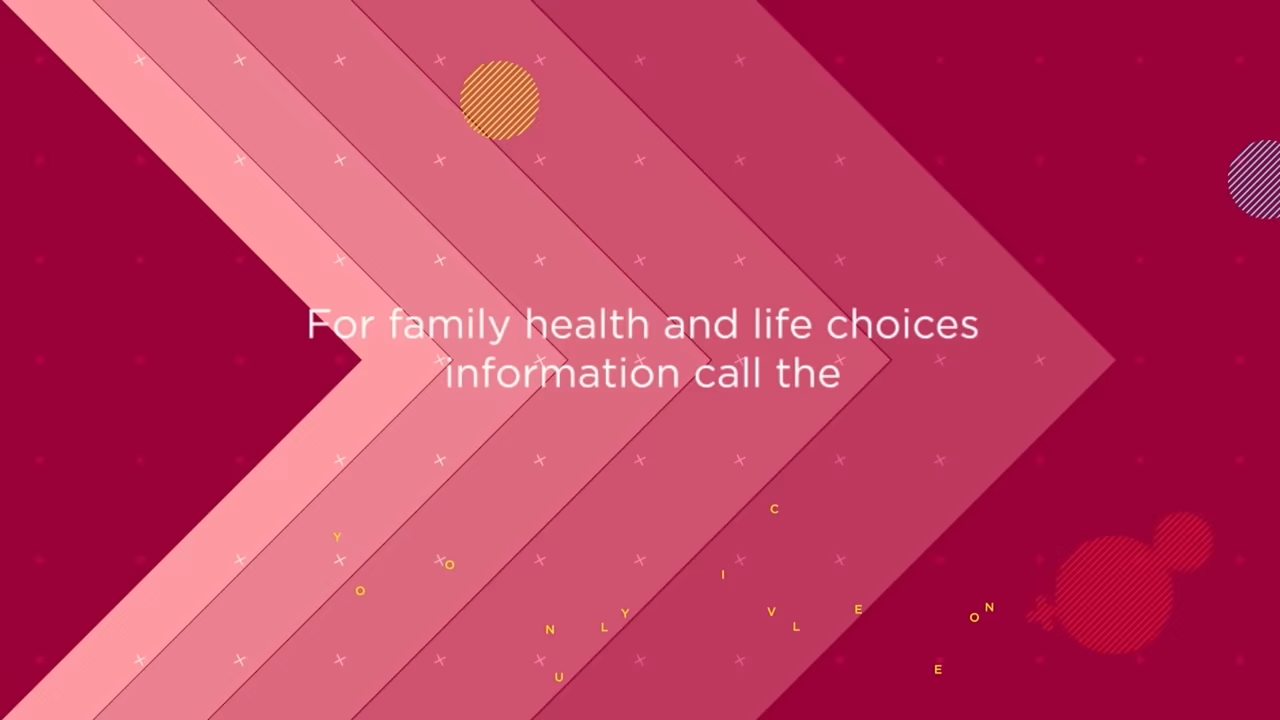 For family health and life choices
information call the
Y O U O N L Y L I V E O N C E